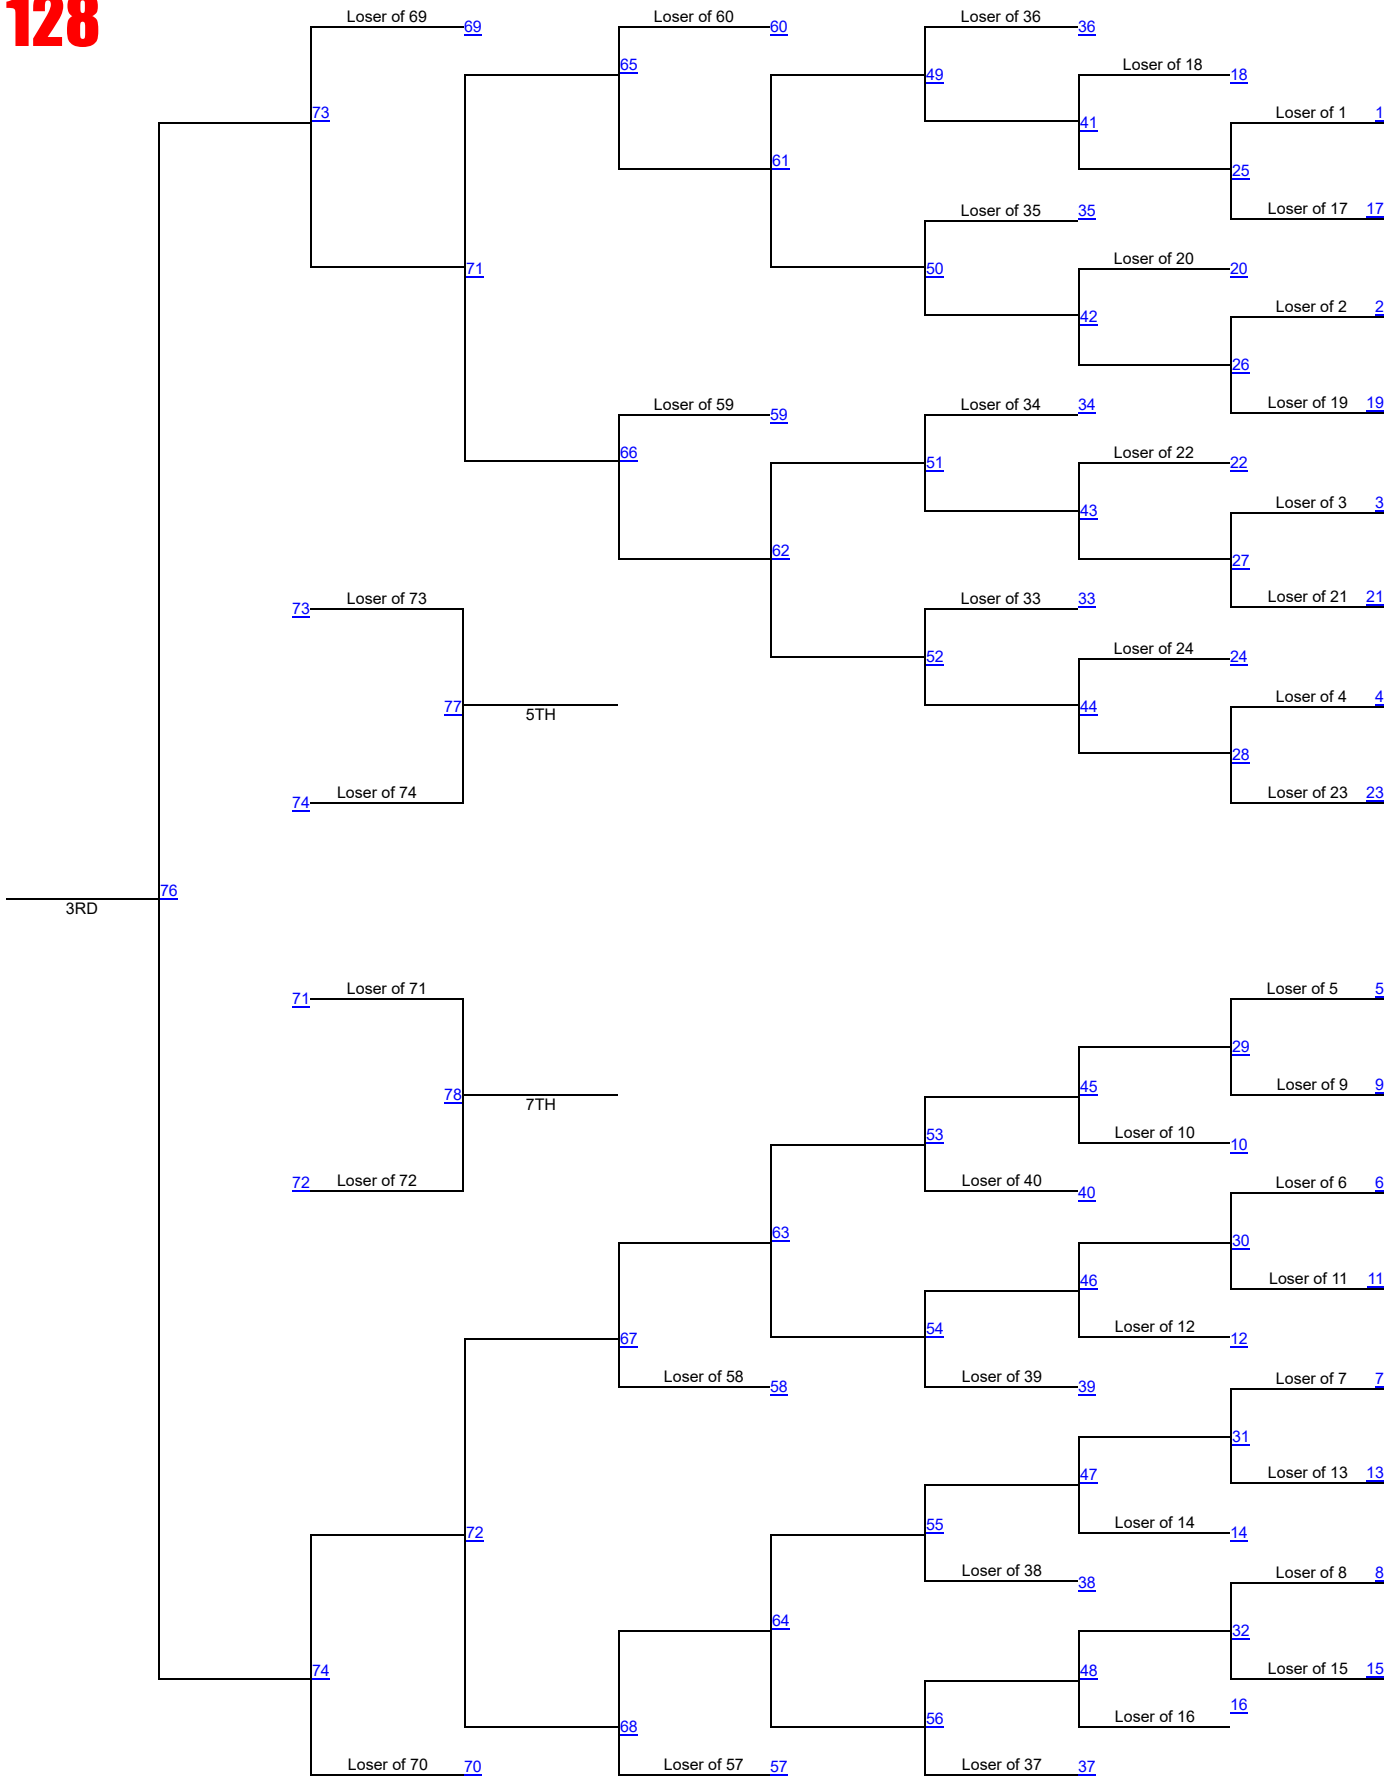 128
Loser of 69 69
Loser of 60 60
Loser of 36 36
65
49
Loser of 18 18
73
41
Loser of 1 1
61
25
Loser of 35 35
Loser of 17 17
71
50
Loser of 20 20
42
Loser of 2 2
26
Loser of 59 59
Loser of 34 34
Loser of 19 19
66
51
Loser of 22 22
43
Loser of 3 3
62
27
73 Loser of 73
Loser of 33 33
Loser of 21 21
52
Loser of 24 24
77
5TH
44
Loser of 4 4
28
74 Loser of 74
Loser of 23 23
76
3RD
71 Loser of 71
Loser of 5 5
29
78
7TH
45
Loser of 9 9
53
Loser of 10 10
72 Loser of 72
Loser of 40 40
Loser of 6 6
63
30
46
Loser of 11 11
67
54
Loser of 12 12
Loser of 58 58
Loser of 39 39
Loser of 7 7
31
47
Loser of 13 13
72
55
Loser of 14 14
Loser of 38 38
Loser of 8 8
64
32
74
48
Loser of 15 15
68
56
Loser of 16 16
Loser of 70 70
Loser of 57 57
Loser of 37 37